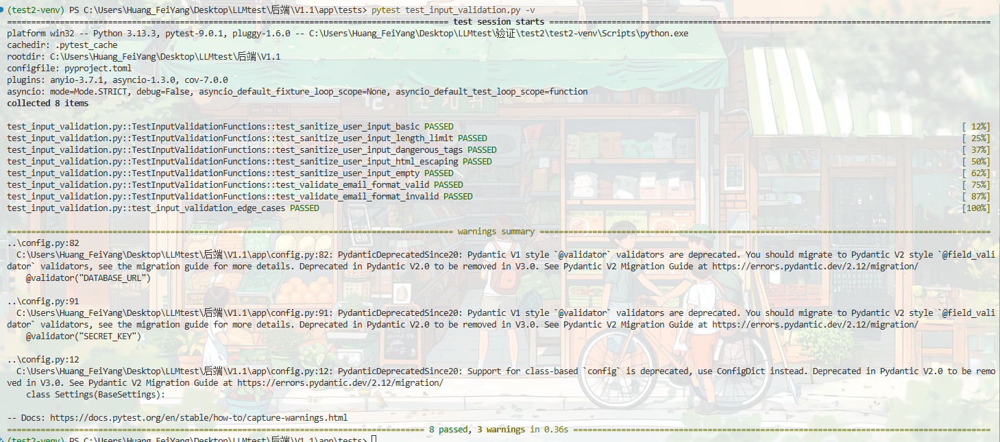 (test2-venv) PS C:\Users\Huang_FeiYang\Desktop\LLMtest\后端\V1.1\app\tests> pytest test_input_validation.py -v
test session starts
platform win32 -- Python 3.13.3, pytest-9.0.1, pluggy-1.6.0 -- C:\Users\Huang_FeiYang\Desktop\LLMtest\验证\test2\test2-venv\Scripts\python.exe
cachedir: .pytest_cache
rootdir: C:\Users\Huang_FeiYang\Desktop\LLMtest\后端\V1.1
configfile: pyproject.toml
plugins: anyio-3.7.1, asyncio-1.3.0, cov-7.0.0
asyncio: mode=Mode.STRICT, debug=False, asyncio_default_fixture_loop_scope=None, asyncio_default_test_loop_scope=function
collected 8 items
test_input_validation.py::TestInputValidationFunctions::test_sanitize_user_input_basic PASSED [ 12%]
test_input_validation.py::TestInputValidationFunctions::test_sanitize_user_input_length_limit PASSED [ 25%]
test_input_validation.py::TestInputValidationFunctions::test_sanitize_user_input_dangerous_tags PASSED [ 37%]
test_input_validation.py::TestInputValidationFunctions::test_sanitize_user_input_html_escaping PASSED [ 50%]
test_input_validation.py::TestInputValidationFunctions::test_sanitize_user_input_empty PASSED [ 62%]
test_input_validation.py::TestInputValidationFunctions::test_validate_email_format_valid PASSED [ 75%]
test_input_validation.py::TestInputValidationFunctions::test_validate_email_format_invalid PASSED [ 87%]
test_input_validation.py::test_input_validation_edge_cases PASSED [100%]
warnings summary
..\config.py:82
C:\Users\Huang_FeiYang\Desktop\LLMtest\后端\V1.1\app\config.py:82: PydanticDeprecatedSince20: Pydantic V1 style `@validator` validators are deprecated. You should migrate to Pydantic V2 style `@field_vali
dator` validators, see the migration guide for more details. Deprecated in Pydantic V2.0 to be removed in V3.0. See Pydantic V2 Migration Guide at https://errors.pydantic.dev/2.12/migration/
@validator("DATABASE_URL")
..\config.py:91
C:\Users\Huang_FeiYang\Desktop\LLMtest\后端\V1.1\app\config.py:91: PydanticDeprecatedSince20: Pydantic V1 style `@validator` validators are deprecated. You should migrate to Pydantic V2 style `@field_vali
dator` validators, see the migration guide for more details. Deprecated in Pydantic V2.0 to be removed in V3.0. See Pydantic V2 Migration Guide at https://errors.pydantic.dev/2.12/migration/
@validator("SECRET_KEY")
..\config.py:12
C:\Users\Huang_FeiYang\Desktop\LLMtest\后端\V1.1\app\config.py:12: PydanticDeprecatedSince20: Support for class-based `config` is deprecated, use ConfigDict instead. Deprecated in Pydantic V2.0 to be remo
ved in V3.0. See Pydantic V2 Migration Guide at https://errors.pydantic.dev/2.12/migration/
class Settings(BaseSettings):
-- Docs: https://docs.pytest.org/en/stable/how-to/capture-warnings.html
8 passed, 3 warnings in 0.36s
(test2-venv) PS C:\Users\Huang_FeiYang\Desktop\LLMtest\后端\V1.1\app\tests>